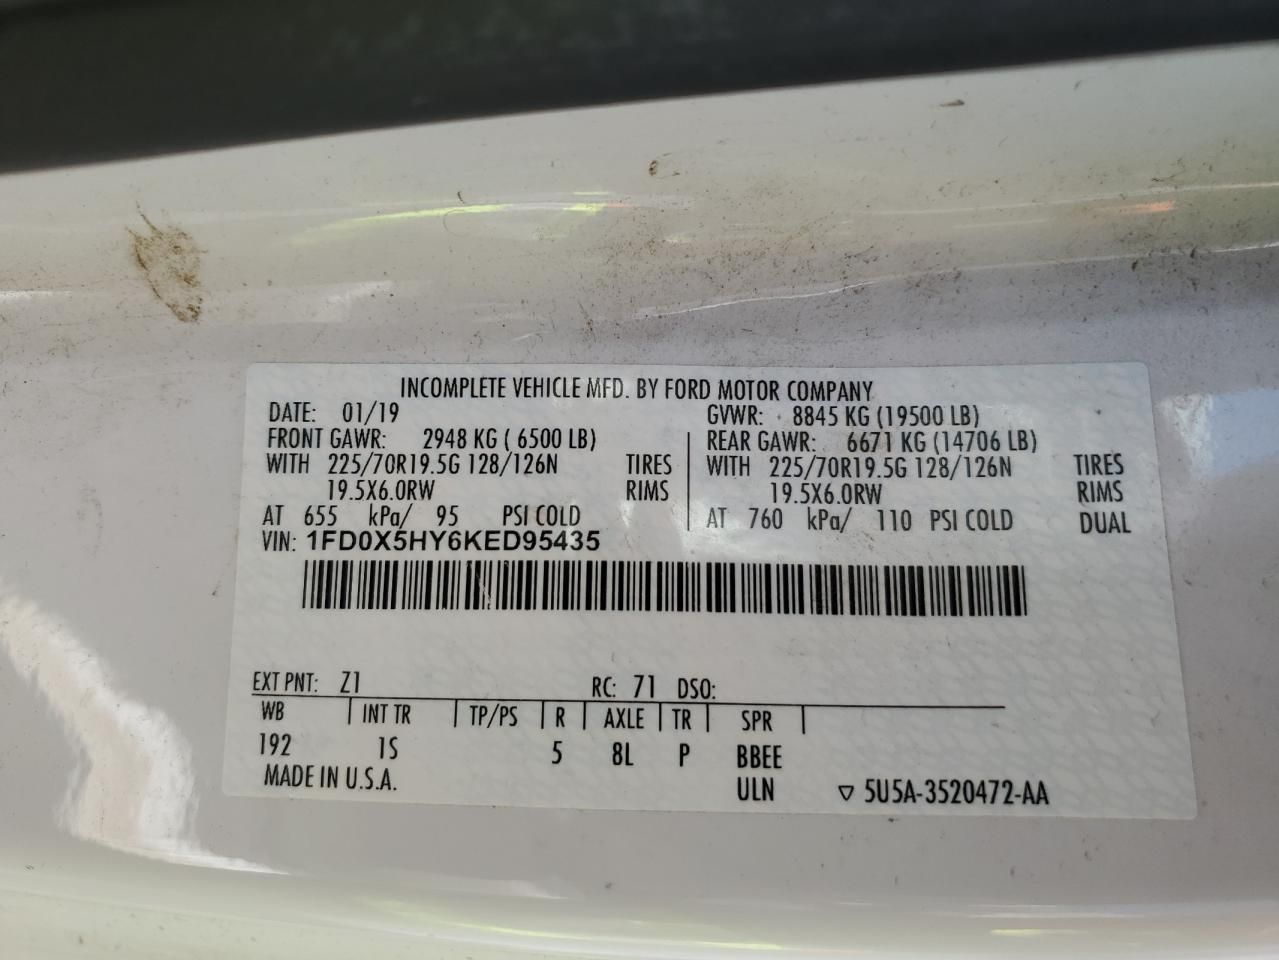 INCOMPLETE VEHICLE MFD. BY FORD MOTOR COMPANY
DATE: 01/19 GVWR: 8845 KG (19500 LB)
FRONT GAWR: 2948 KG ( 6500 LB) REAR GAWR: 6671 KG (14706 LB)
WITH 225/70R19.5G 128/126N TIRES WITH 225/70R19.5G 128/126N TIRES
19.5X6.0RW RIMS 19.5X6.0RW RIMS
AT 655 kPa/ 95 PSI COLD AT 760 kPa/ 110 PSI COLD DUAL
VIN: 1FD0X5HY6KED95435
EXT PNT: Z1 RC: 71 DSO:
WB INT TR TP/PS R AXLE TR SPR
192 1S 5 8L P BBEE
MADE IN U.S.A. ULN ▽ 5U5A-3520472-AA